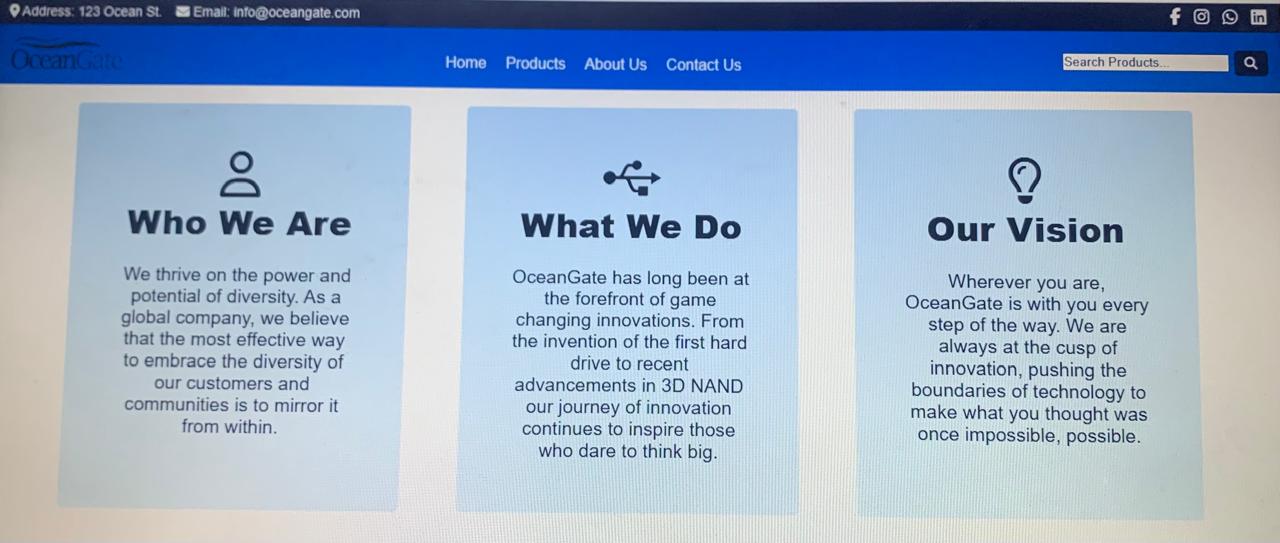 Address: 123 Ocean St. Email: info@oceangate.com
OceanGate
Home Products About Us Contact Us
Search Products...
Who We Are
We thrive on the power and
potential of diversity. As a
global company, we believe
that the most effective way
to embrace the diversity of
our customers and
communities is to mirror it
from within.
What We Do
OceanGate has long been at
the forefront of game
changing innovations. From
the invention of the first hard
drive to recent
advancements in 3D NAND
our journey of innovation
continues to inspire those
who dare to think big.
Our Vision
Wherever you are,
OceanGate is with you every
step of the way. We are
always at the cusp of
innovation, pushing the
boundaries of technology to
make what you thought was
once impossible, possible.